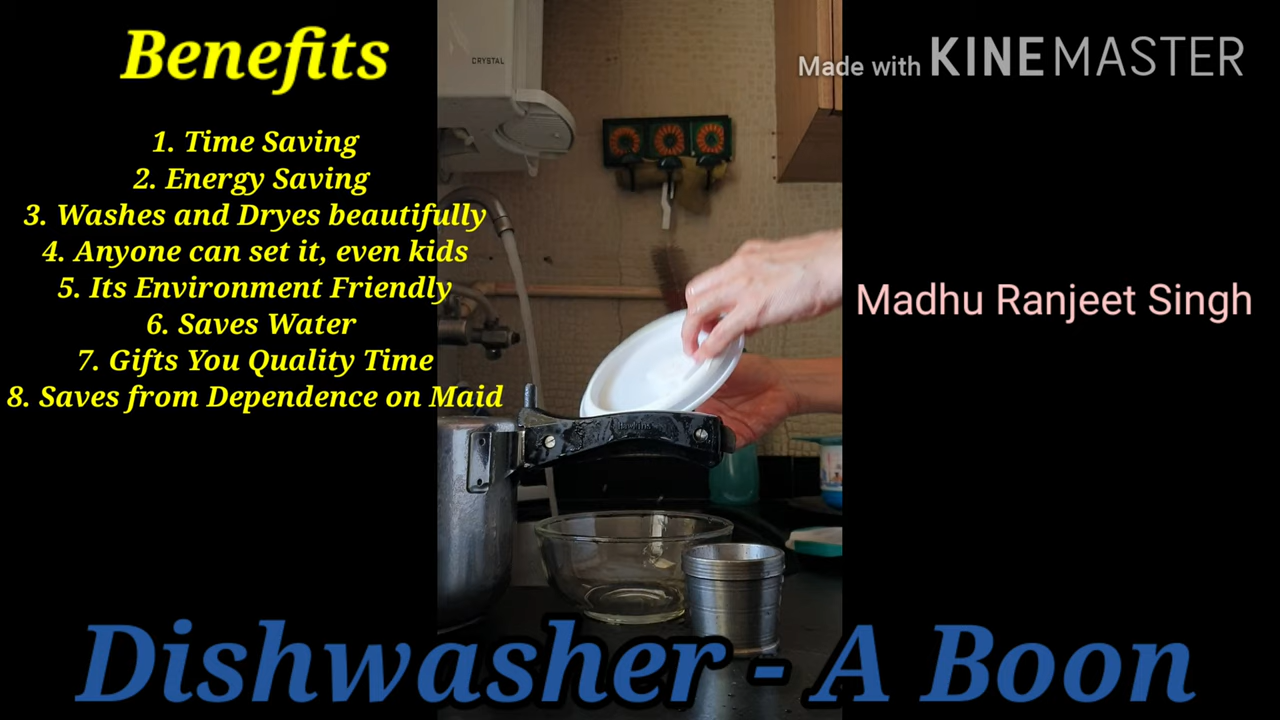 Benefits
1. Time Saving
2. Energy Saving
3. Washes and Dryes beautifully
4. Anyone can set it, even kids
5. Its Environment Friendly
6. Saves Water
7. Gifts You Quality Time
8. Saves from Dependence on Maid
CRYSTAL
Made with KINEMASTER
Madhu Ranjeet Singh
Dishwasher - A Boon